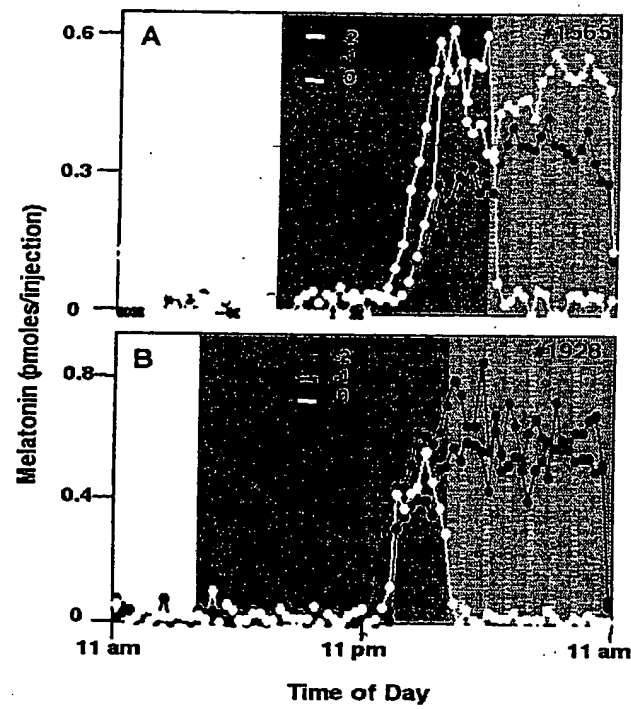 A
#1565
0.6
0.3
0
B
#1928
0.8
0.4
0
Melatonin (pmoles/injection)
11 am
11 pm
11 am
Time of Day